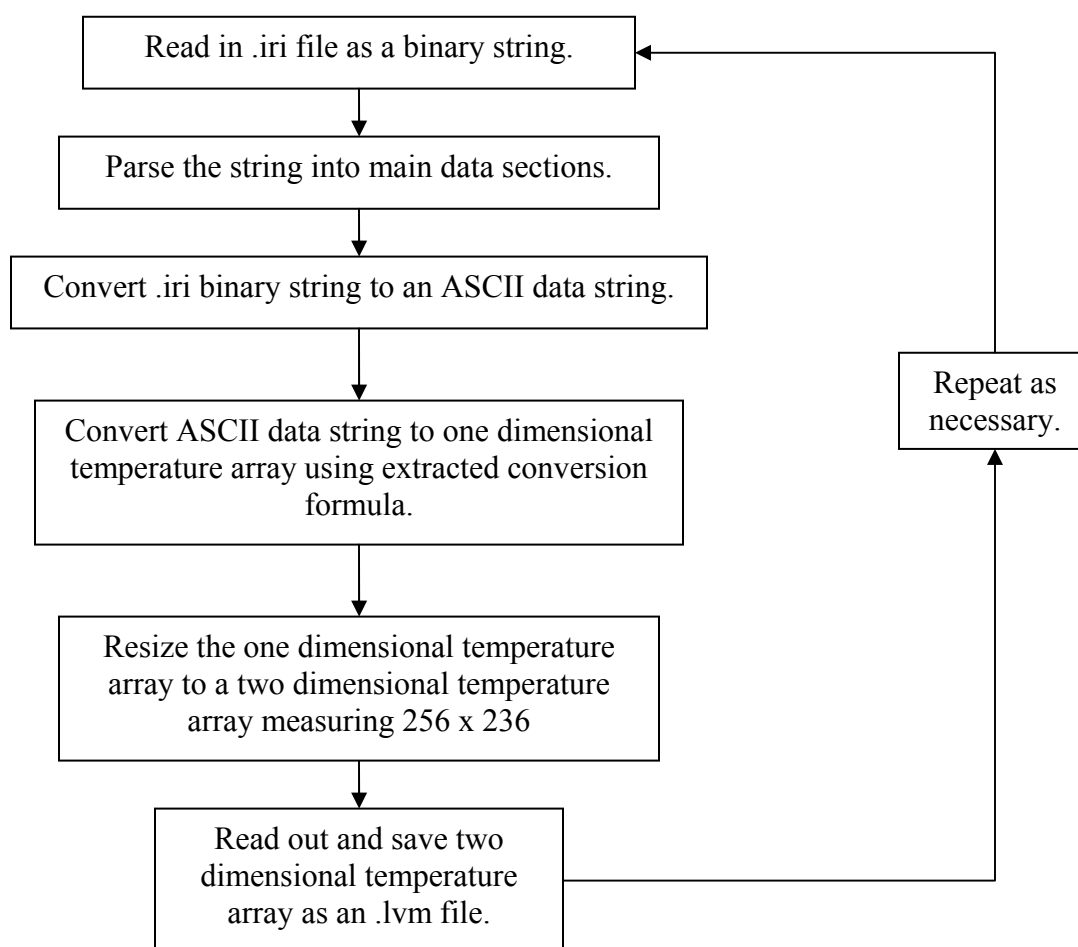 Read in .iri file as a binary string.
Parse the string into main data sections.
Convert .iri binary string to an ASCII data string.
Convert ASCII data string to one dimensional
temperature array using extracted conversion
formula.
Resize the one dimensional temperature
array to a two dimensional temperature
array measuring 256 x 236
Read out and save two
dimensional temperature
array as an .lvm file.
Repeat as
necessary.